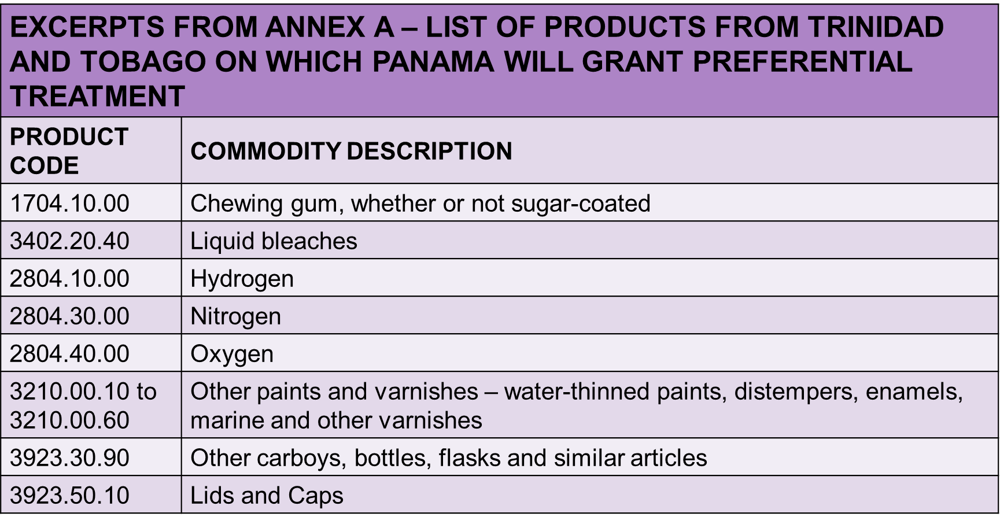 EXCERPTS FROM ANNEX A – LIST OF PRODUCTS FROM TRINIDAD
AND TOBAGO ON WHICH PANAMA WILL GRANT PREFERENTIAL
TREATMENT
PRODUCT
CODE
COMMODITY DESCRIPTION
1704.10.00
Chewing gum, whether or not sugar-coated
3402.20.40
Liquid bleaches
2804.10.00
Hydrogen
2804.30.00
Nitrogen
2804.40.00
Oxygen
3210.00.10 to
3210.00.60
Other paints and varnishes – water-thinned paints, distempers, enamels,
marine and other varnishes
3923.30.90
Other carboys, bottles, flasks and similar articles
3923.50.10
Lids and Caps